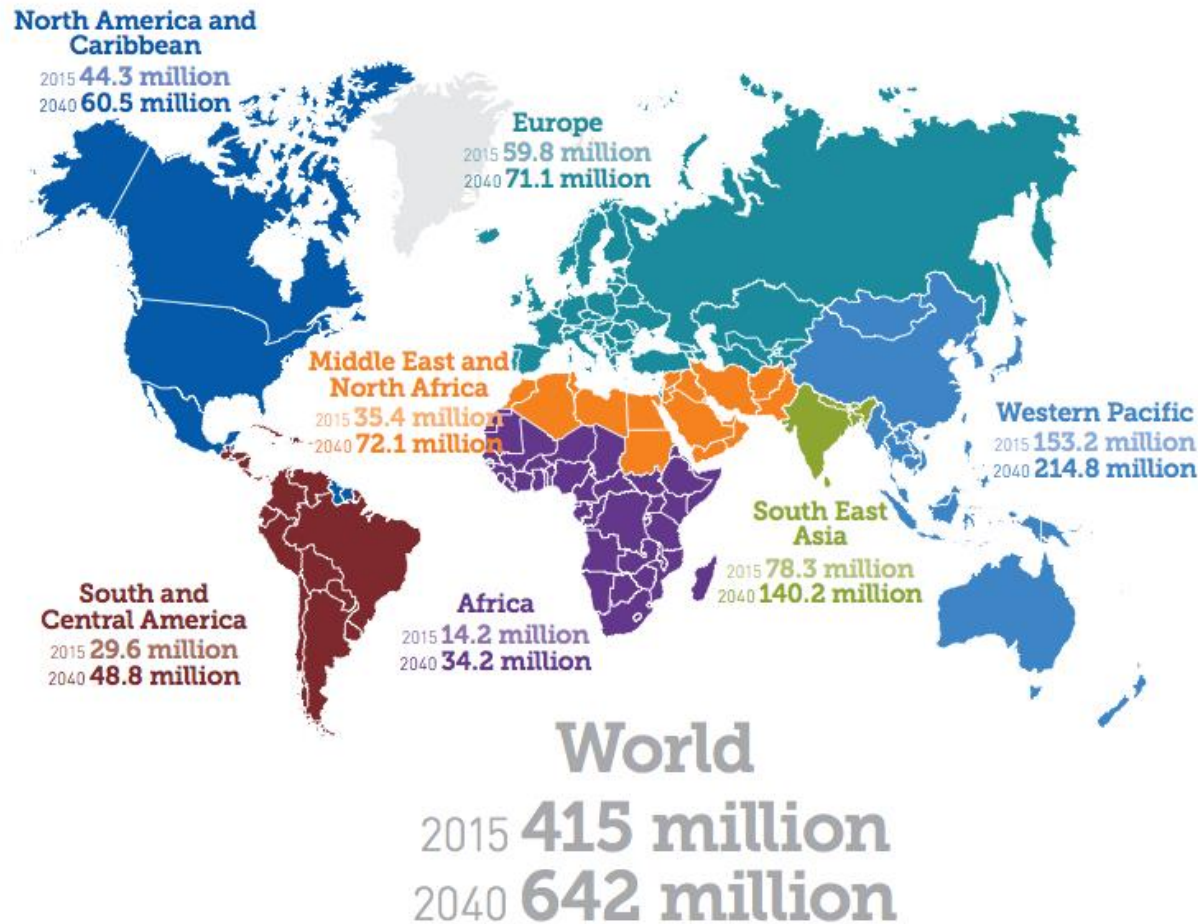 North America and
Caribbean
2015 44.3 million
2040 60.5 million
Europe
2015 59.8 million
2040 71.1 million
Middle East and
North Africa
2015 35.4 million
2040 72.1 million
Western Pacific
2015 153.2 million
2040 214.8 million
South East
Asia
2015 78.3 million
2040 140.2 million
South and
Central America
2015 29.6 million
2040 48.8 million
Africa
2015 14.2 million
2040 34.2 million
World
2015 415 million
2040 642 million